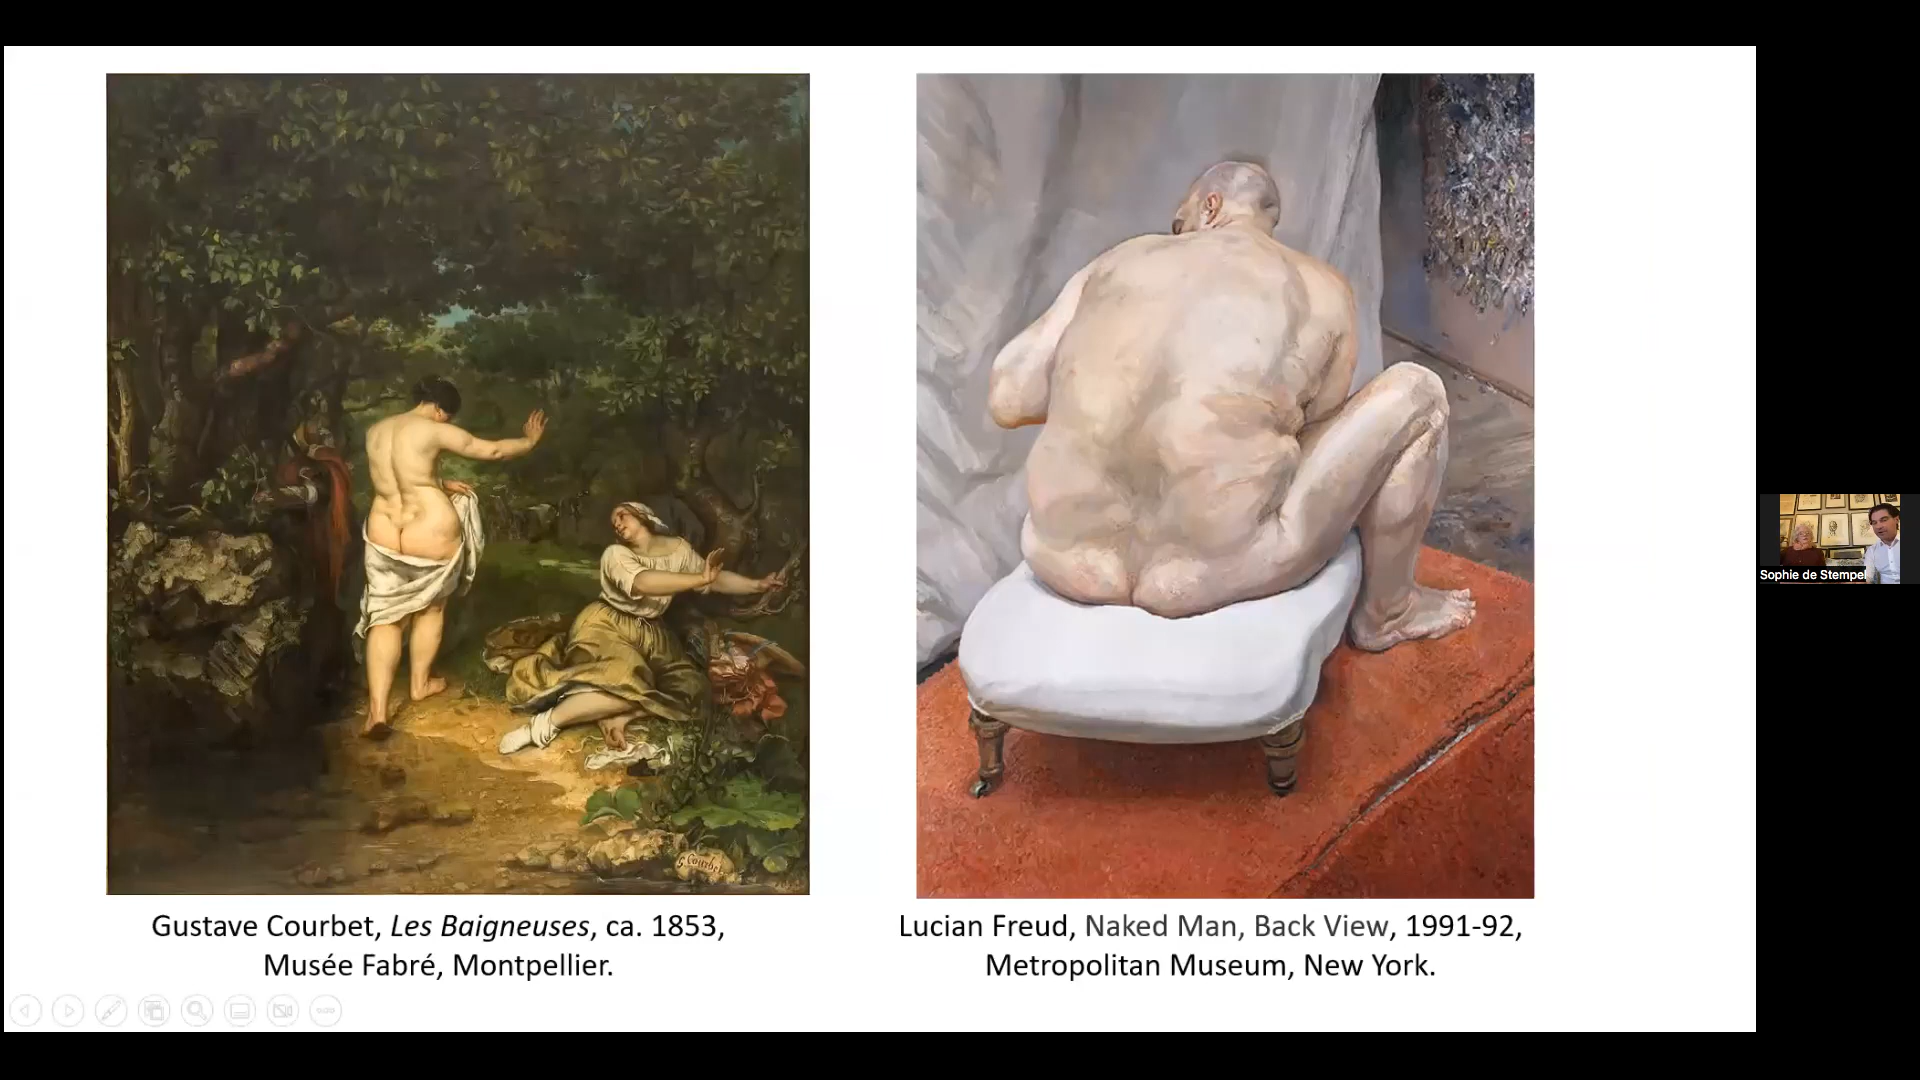 G. Courbet
Gustave Courbet, Les Baigneuses, ca. 1853,
Musée Fabré, Montpellier.
Lucian Freud, Naked Man, Back View, 1991-92,
Metropolitan Museum, New York.
Sophie de Stempel